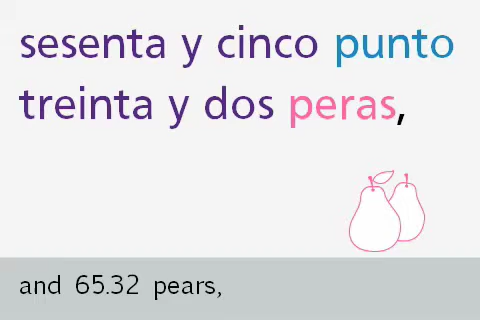 sesenta y cinco punto
treinta y dos peras,
and 65.32 pears,